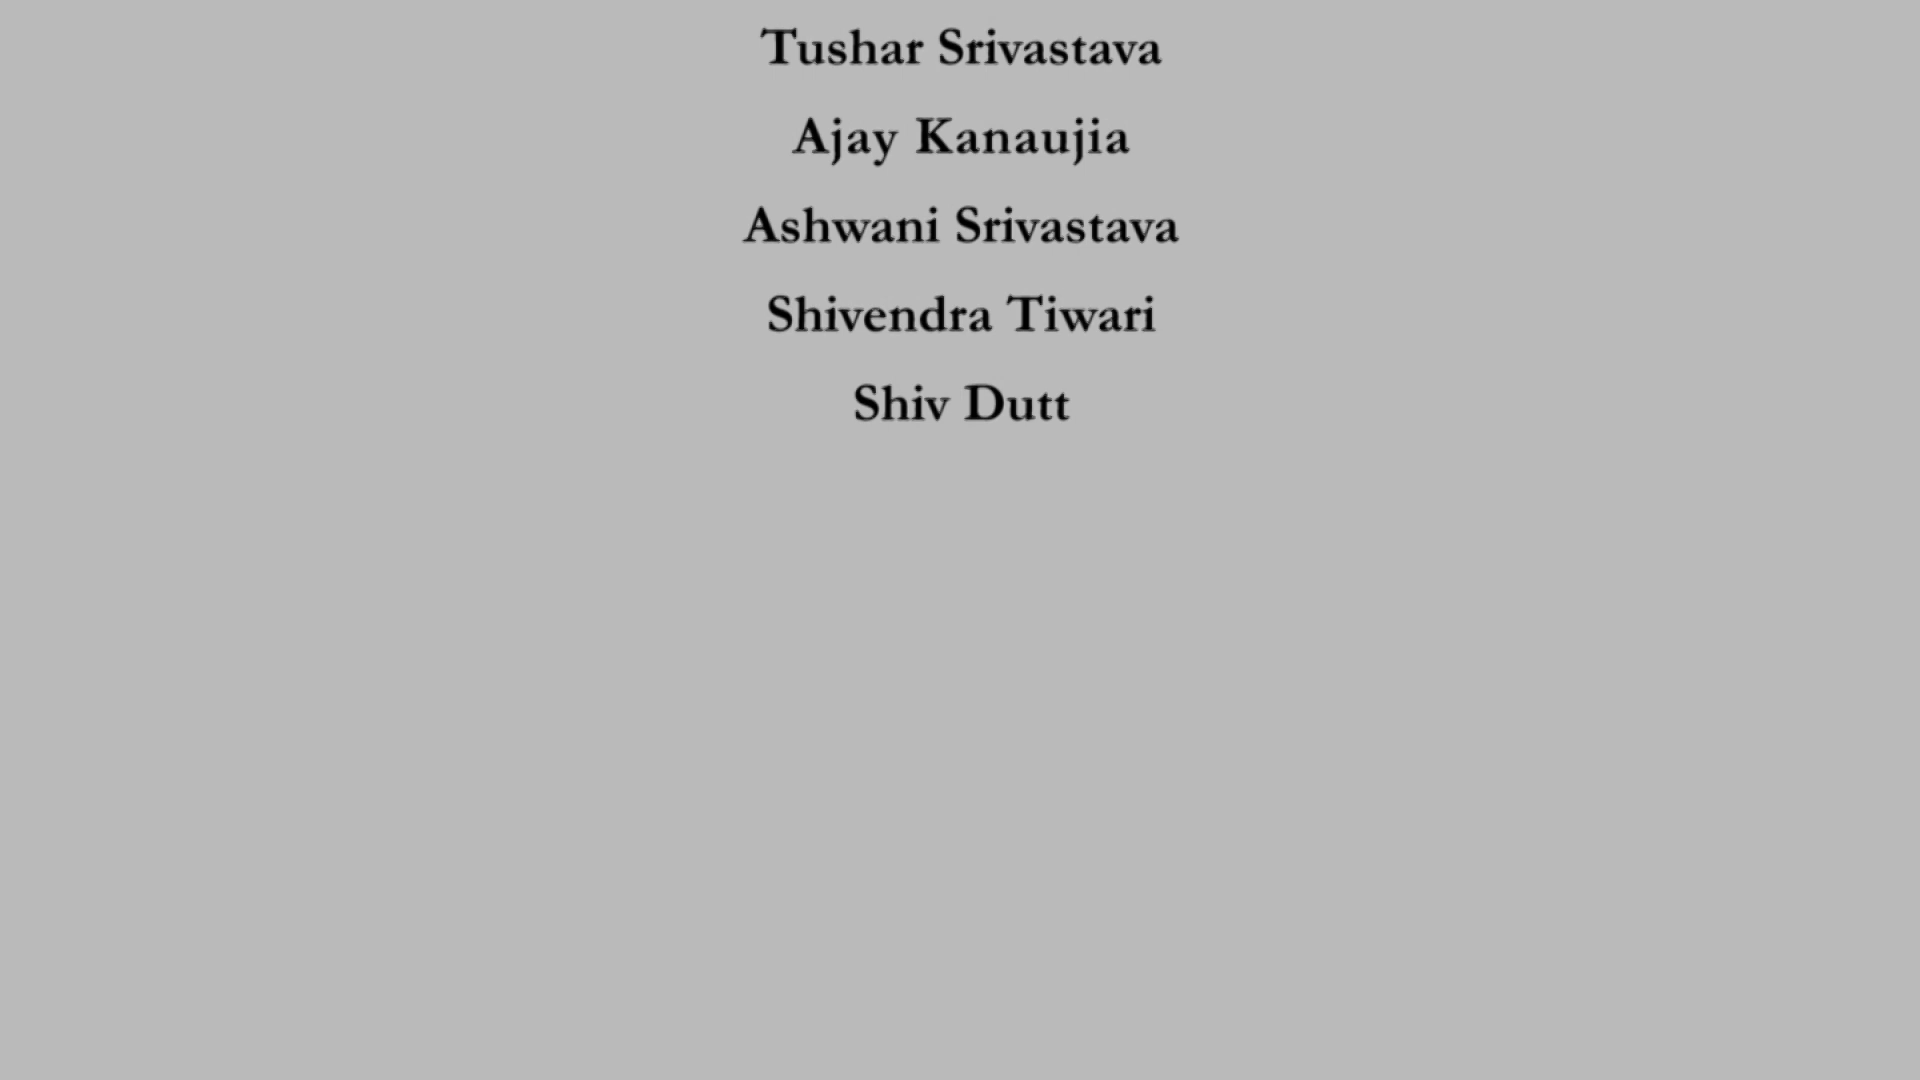 Tushar Srivastava
Ajay Kanaujia
Ashwani Srivastava
Shivendra Tiwari
Shiv Dutt